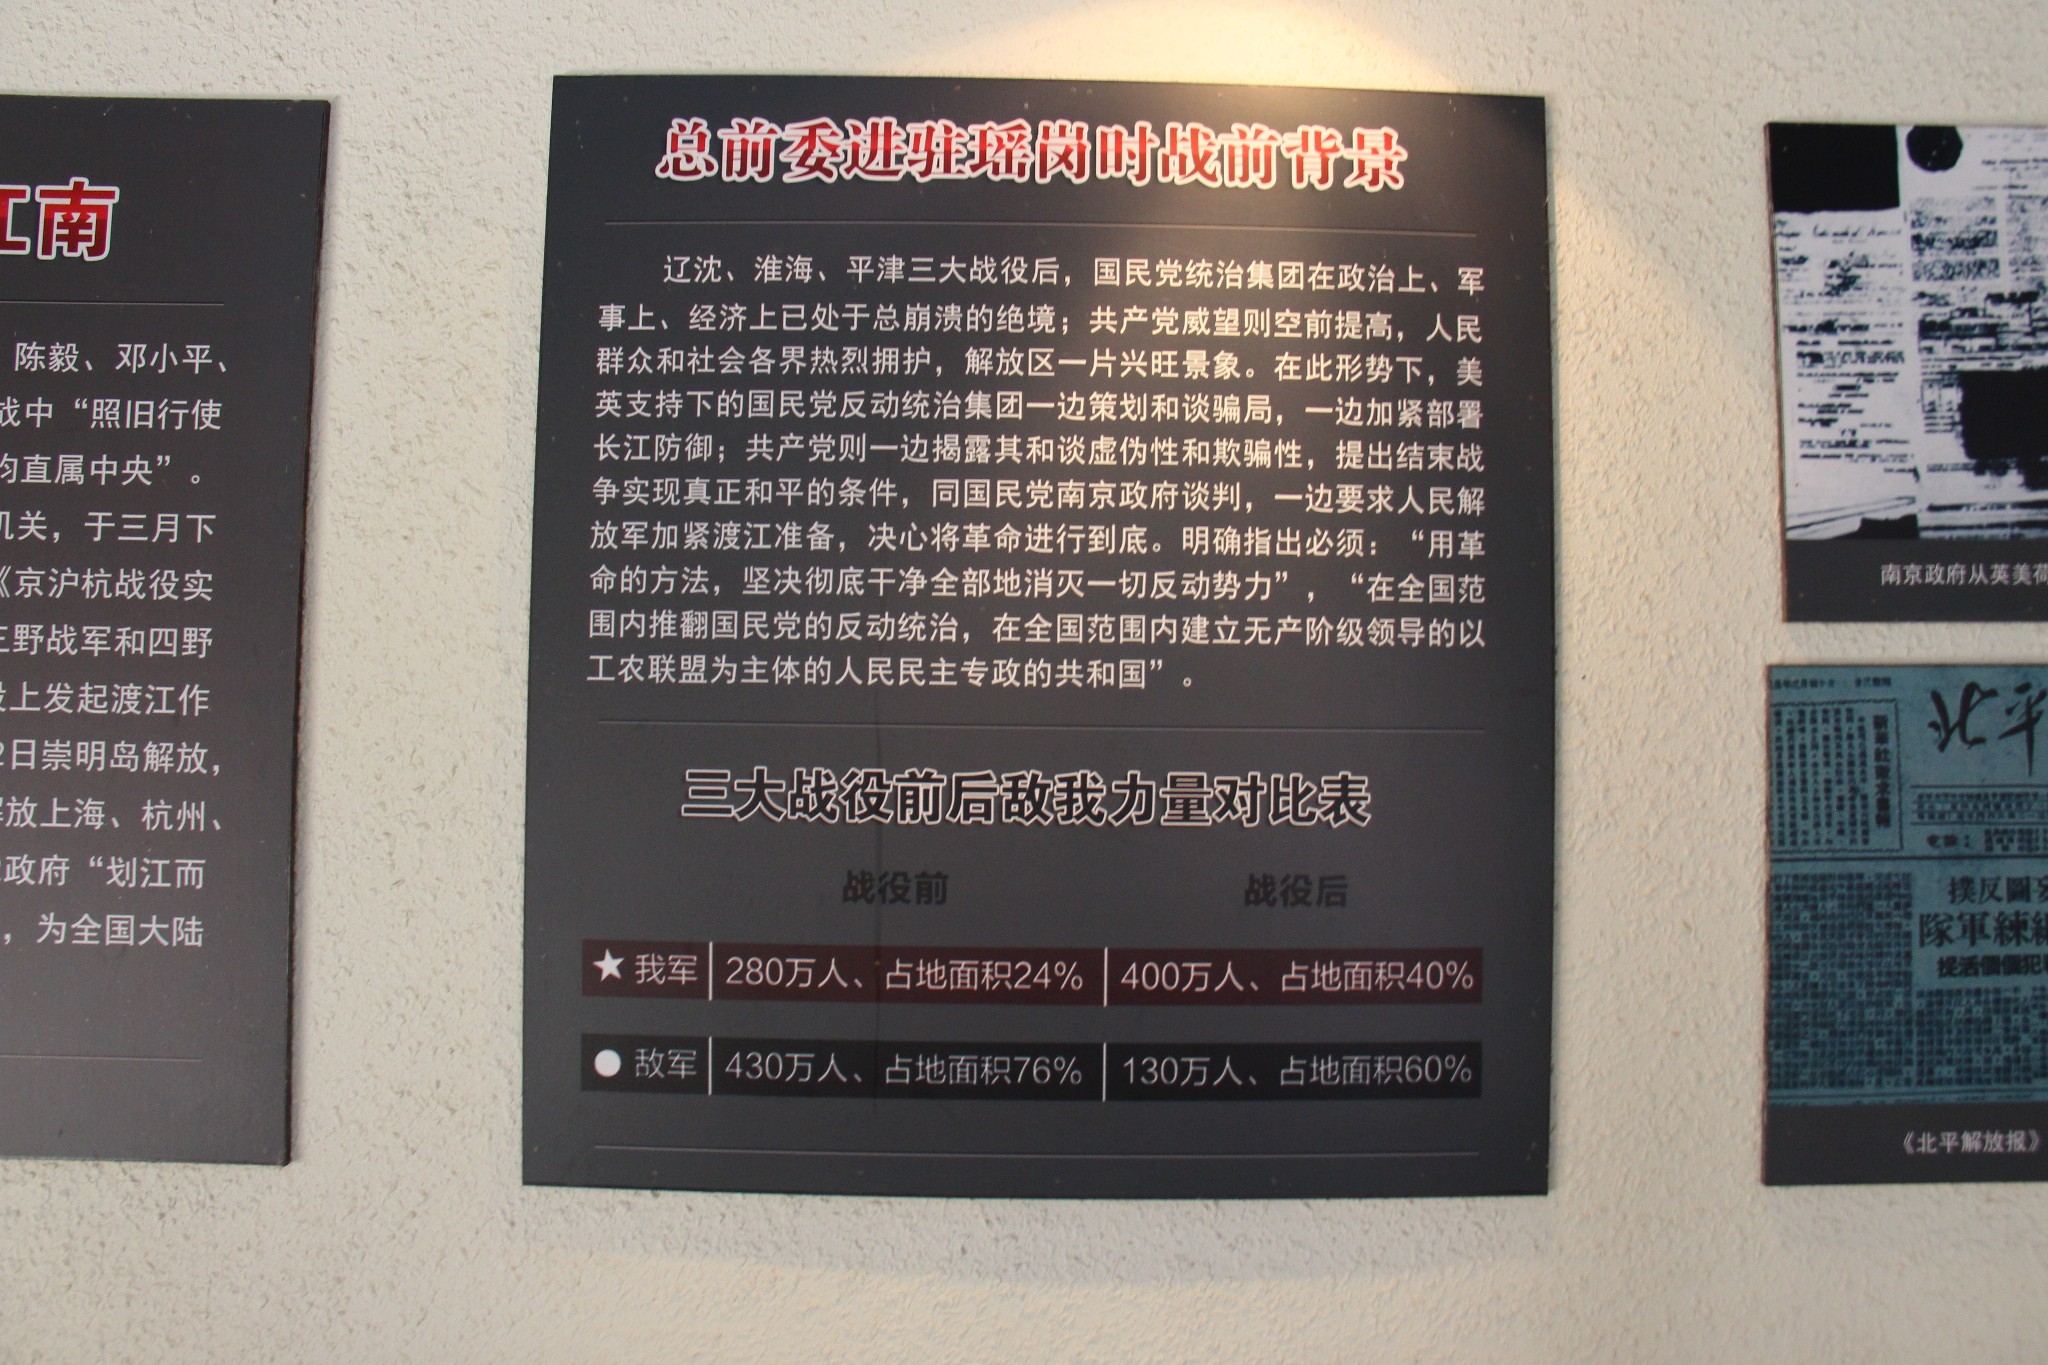 江南
陈毅、邓小平、
战中“照旧行使
均直属中央”。
机关，于三月下
《京沪杭战役实
三野战军和四野
段上发起渡江作
2日崇明岛解放，
解放上海、杭州、
政府“划江而
，为全国大陆
总前委进驻瑶岗时战前背景
辽沈、淮海、平津三大战役后，国民党统治集团在政治上、军
事上、经济上已处于总崩溃的绝境；共产党威望则空前提高，人民
群众和社会各界热烈拥护，解放区一片兴旺景象。在此形势下，美
英支持下的国民党反动统治集团一边策划和谈骗局，一边加紧部署
长江防御；共产党则一边揭露其和谈虚伪性和欺骗性，提出结束战
争实现真正和平的条件，同国民党南京政府谈判，一边要求人民解
放军加紧渡江准备，决心将革命进行到底。明确指出必须：“用革
命的方法，坚决彻底干净全部地消灭一切反动势力”，“在全国范
围内推翻国民党的反动统治，在全国范围内建立无产阶级领导的以
工农联盟为主体的人民民主专政的共和国”。
三大战役前后敌我力量对比表
战役前 战役后
★我军 280万人、占地面积24% 400万人、占地面积40%
●敌军 430万人、占地面积76% 130万人、占地面积60%
南京政府从英美荷
北平
撲反圖
隊軍練
《北平解放报》